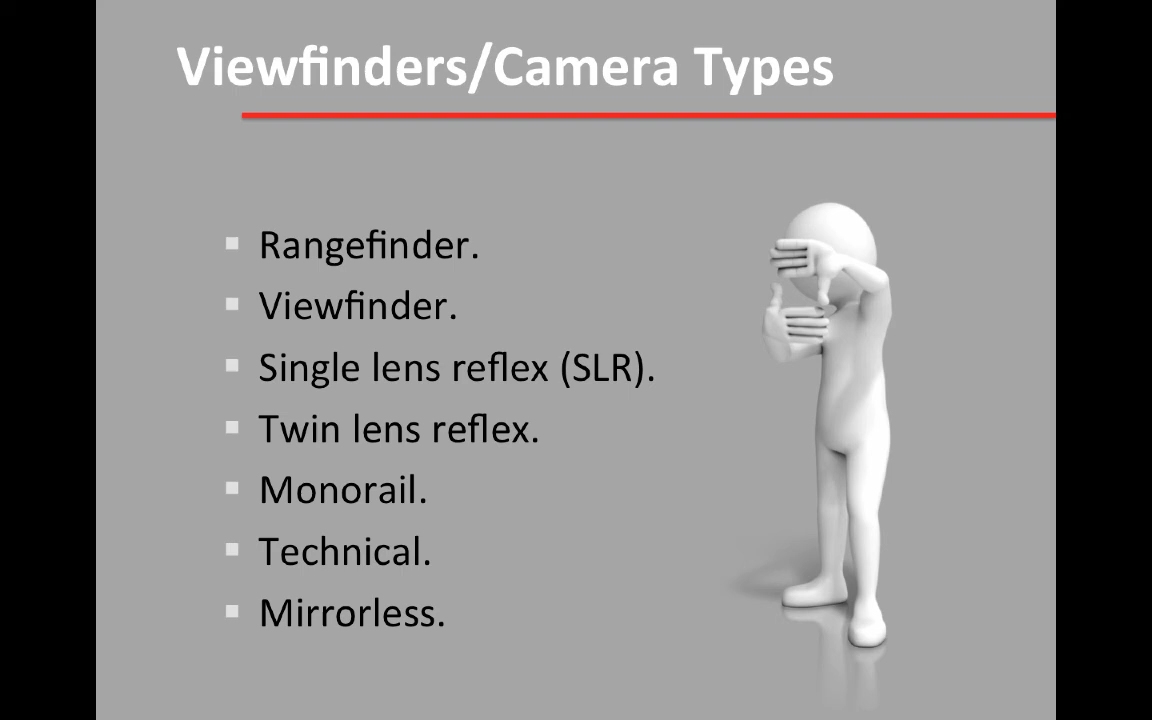 Viewfinders/Camera Types
Rangefinder.
Viewfinder.
Single lens reflex (SLR).
Twin lens reflex.
Monorail.
Technical.
Mirrorless.